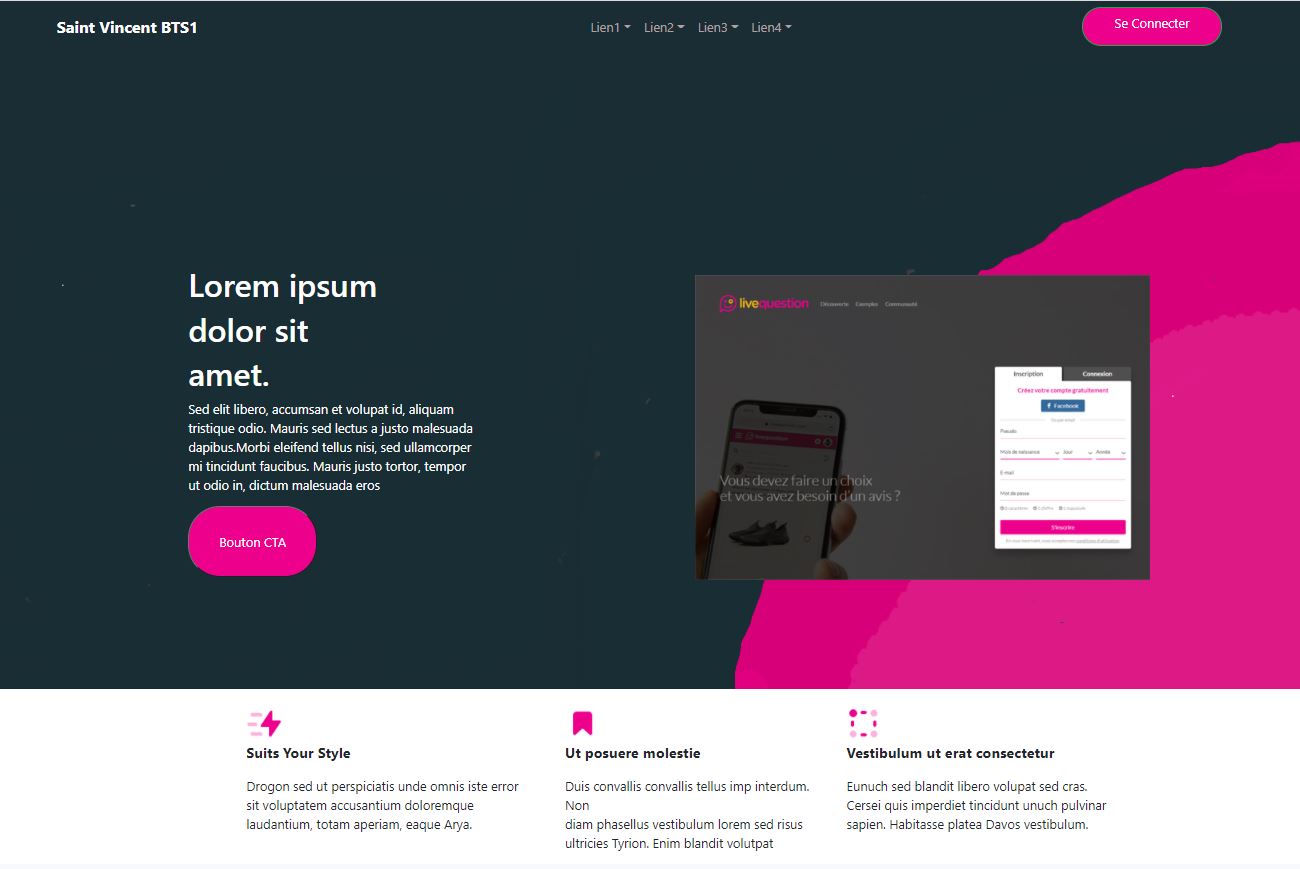 Saint Vincent BTS1
Lien1 Lien2 Lien3 Lien4
Se Connecter
Lorem ipsum
dolor sit
amet.
Sed elit libero, accumsan et volupat id, aliquam
tristique odio. Mauris sed lectus a justo malesuada
dapibus.Morbi eleifend tellus nisi, sed ullamcorper
mi tincidunt faucibus. Mauris justo tortor, tempor
ut odio in, dictum malesuada eros
Bouton CTA
livequestion
Découverte Exemples Communauté
Inscription Connexion
Créez votre compte gratuitement
Facebook
Pseudo
Mois de naissance Jour Année
E-mail
Mot de passe
S'inscrire
livequestion
Vous devez faire un choix
et vous avez besoin d'un avis ?
Suits Your Style
Drogon sed ut perspiciatis unde omnis iste error
sit voluptatem accusantium doloremque
laudantium, totam aperiam, eaque Arya.
Ut posuere molestie
Duis convallis convallis tellus imp interdum.
Non
diam phasellus vestibulum lorem sed risus
ultricies Tyrion. Enim blandit volutpat
Vestibulum ut erat consectetur
Eunuch sed blandit libero volupat sed cras.
Cersei quis imperdiet tincidunt unuch pulvinar
sapien. Habitasse platea Davos vestibulum.